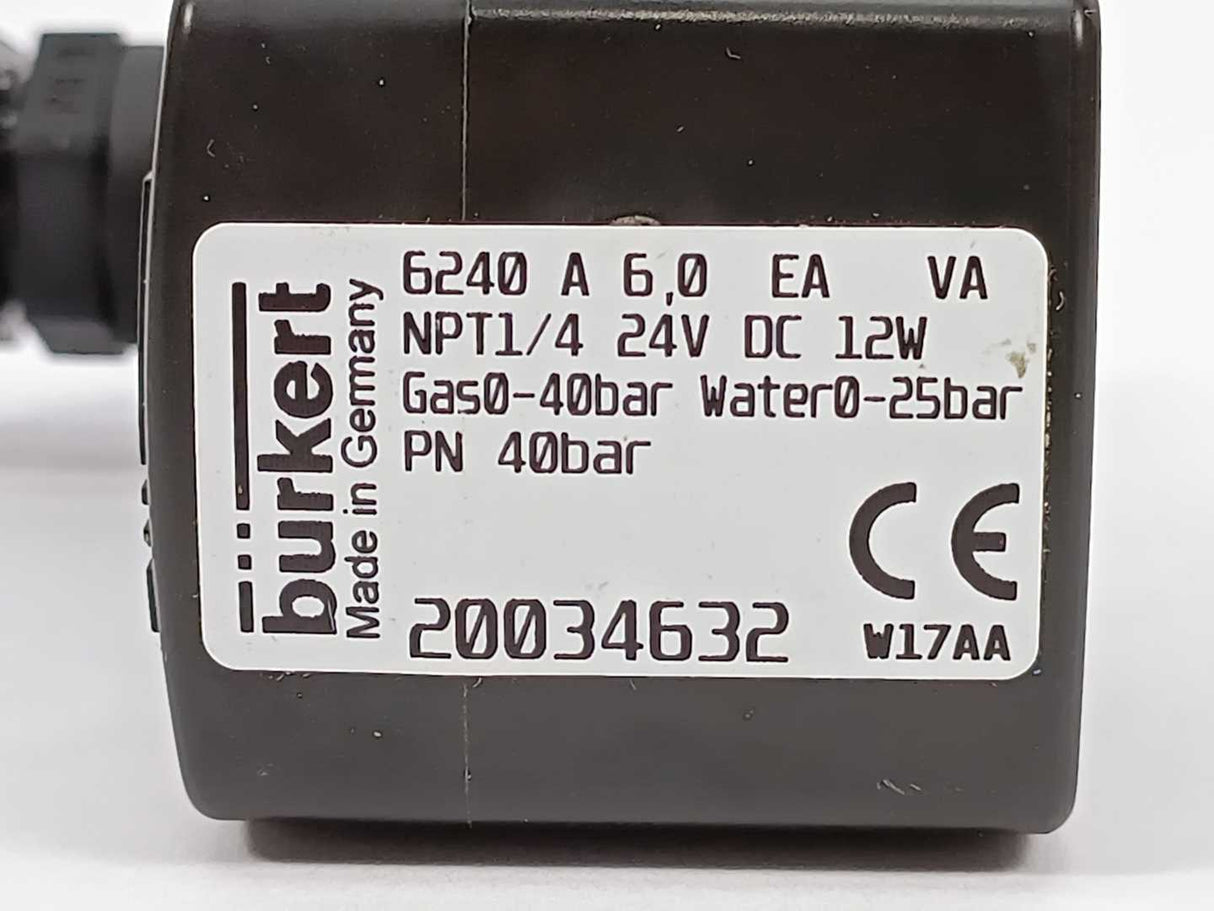 burkert
Made in Germany
6240 A 6,0 EA VA
NPT1/4 24V DC 12W
Gas0-40bar Water0-25bar
PN 40bar
CE
20034632 W17AA